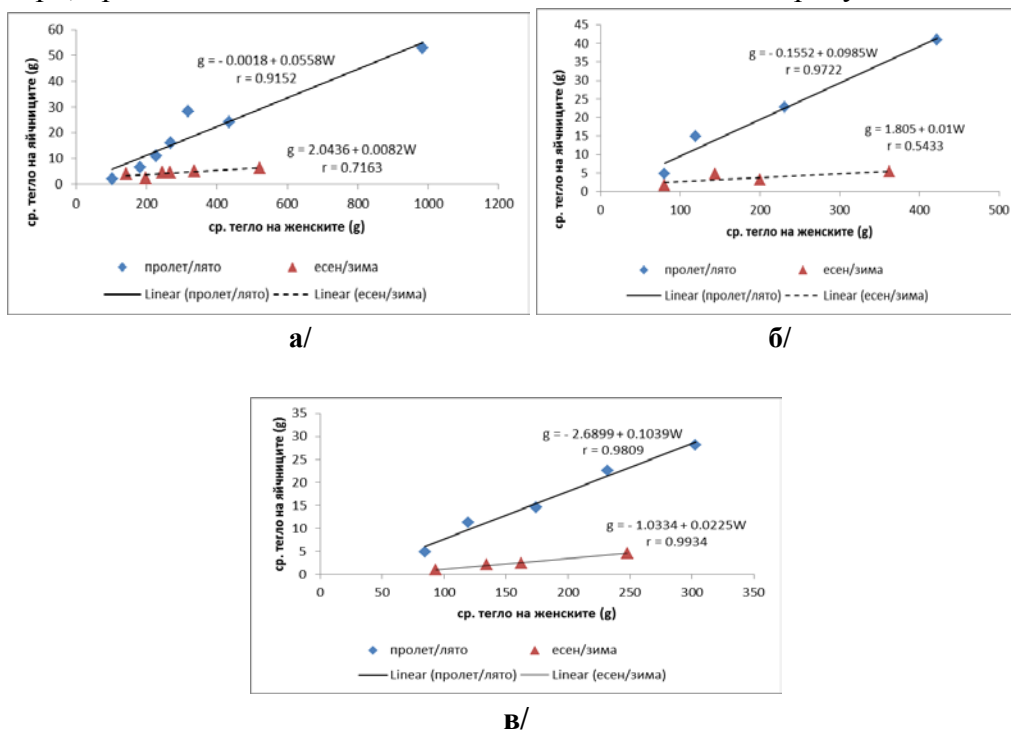 60
50
40
30
20
10
0
ср. тегло на яйчниците (g)
g = - 0.0018 + 0.0558W
r = 0.9152
g = 2.0436 + 0.0082W
r = 0.7163
0 200 400 600 800 1000 1200
ср. тегло на женските (g)
пролет/лято есен/зима
Linear (пролет/лято) Linear (есен/зима)
а/
45
40
35
30
25
20
15
10
5
0
ср. тегло на яйчниците (g)
g = - 0.1552 + 0.0985W
r = 0.9722
g = 1.805 + 0.01W
r = 0.5433
0 100 200 300 400 500
ср. тегло на женските (g)
пролет/лято есен/зима
Linear (пролет/лято) Linear (есен/зима)
б/
35
30
25
20
15
10
5
0
ср. тегло на яйчниците (g)
g = - 2.6899 + 0.1039W
r = 0.9809
g = - 1.0334 + 0.0225W
r = 0.9934
0 50 100 150 200 250 300 350
ср. тегло на женските (g)
пролет/лято есен/зима
Linear (пролет/лято) Linear (есен/зима)
в/